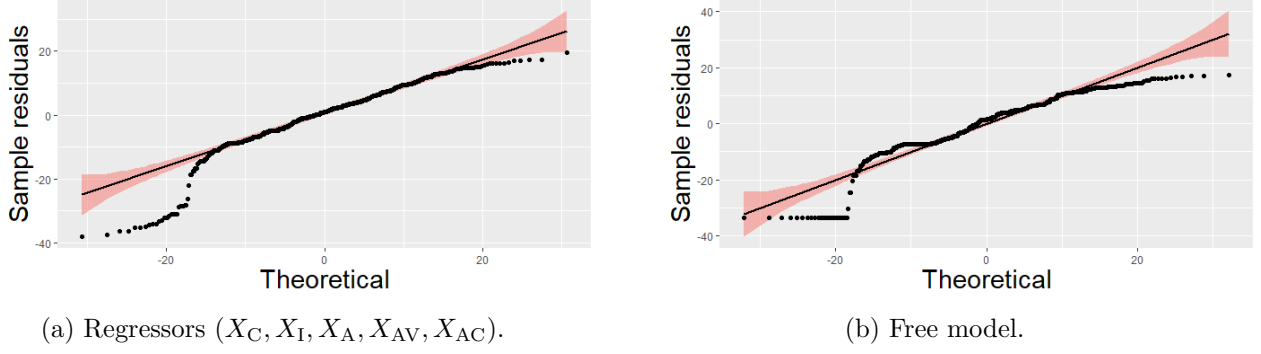 40
20
20
0
0
-20
-20
-40
-40
-20
0
20
-20
0
20
Sample residuals
Sample residuals
Theoretical
Theoretical
(a) Regressors (X_C, X_I, X_A, X_AV, X_AC).
(b) Free model.